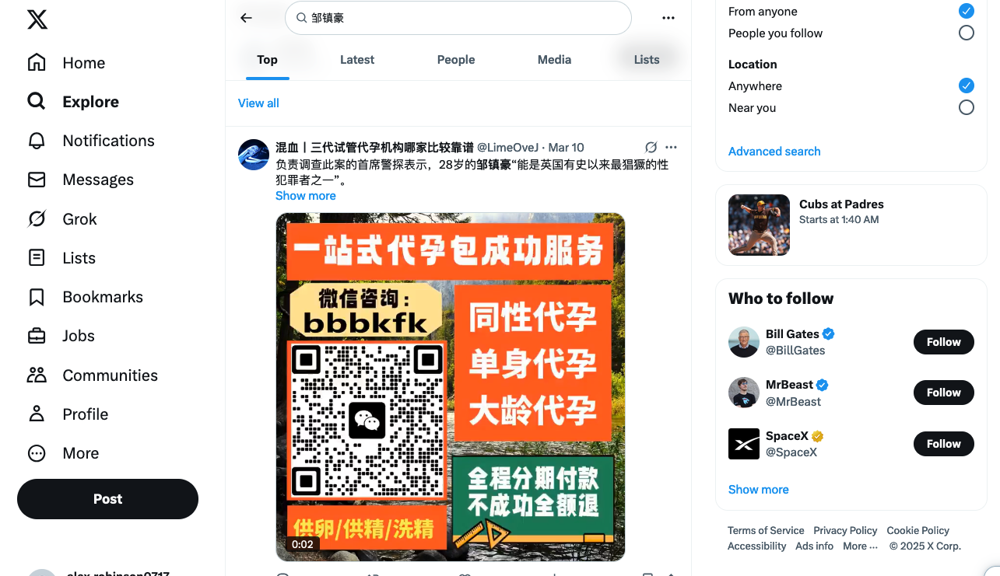 邹镇豪
Home
Explore
Notifications
Messages
Grok
Lists
Bookmarks
Jobs
Communities
Profile
More
Post
Top
Latest
People
Media
Lists
View all
混血丨三代试管代孕机构哪家比较靠谱 @LimeOveJ · Mar 10
负责调查此案的首席警探表示，28岁的邹镇豪“能是英国有史以来最猖獗的性
犯罪者之一”。
Show more
一站式代孕包成功服务
微信咨询：
bbbkfk
同性代孕
单身代孕
大龄代孕
全程分期付款
不成功全额退
供卵/供精/洗精
0:02
From anyone
People you follow
Location
Anywhere
Near you
Advanced search
Cubs at Padres
Starts at 1:40 AM
Who to follow
Bill Gates
@BillGates
Follow
MrBeast
@MrBeast
Follow
SpaceX
@SpaceX
Follow
Show more
Terms of Service Privacy Policy Cookie Policy
Accessibility Ads info More ··· © 2025 X Corp.